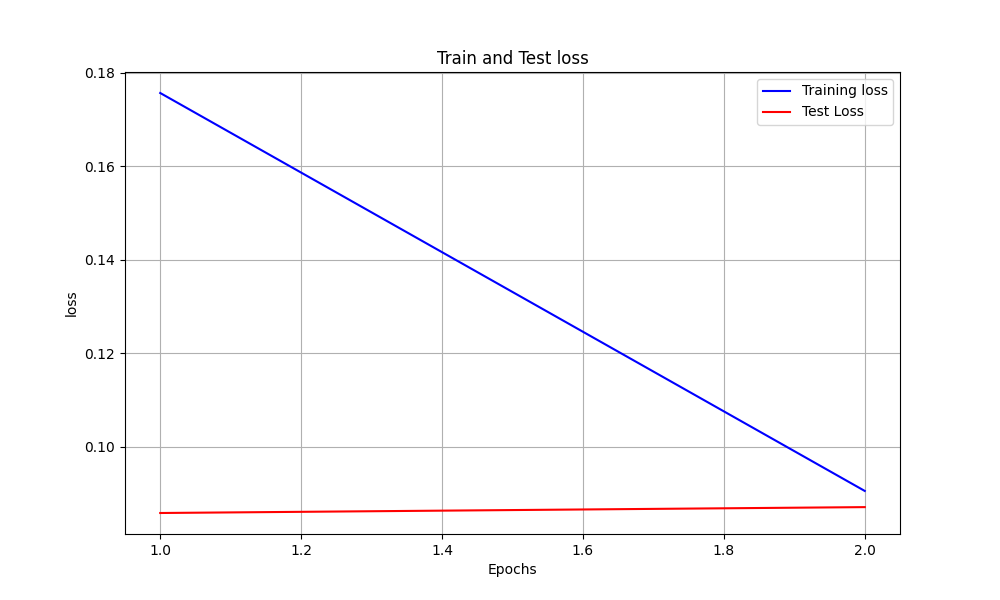 Train and Test loss
Training loss
Test Loss
0.18
0.16
0.14
0.12
0.10
loss
1.0 1.2 1.4 1.6 1.8 2.0
Epochs